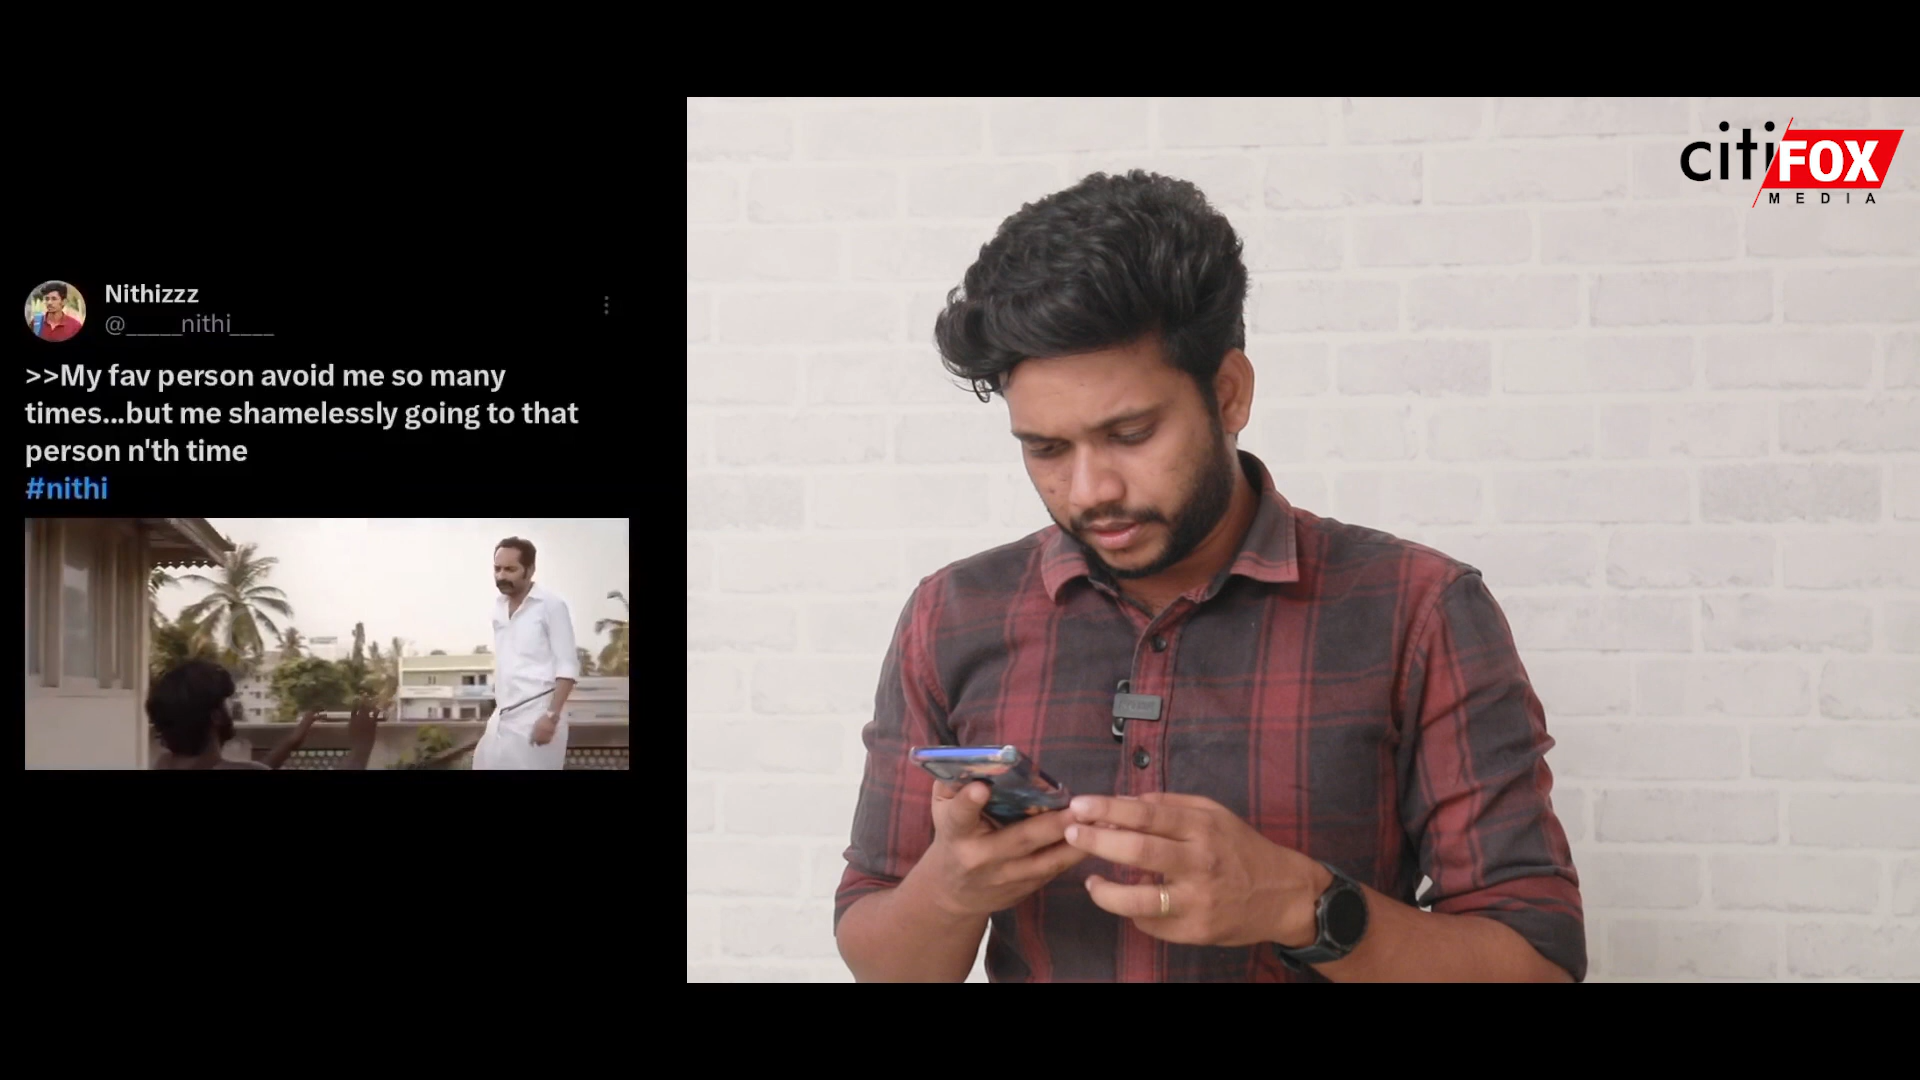 Nithizzz
@_____nithi____
>>My fav person avoid me so many
times...but me shamelessly going to that
person n'th time
#nithi
citiFOX
MEDIA